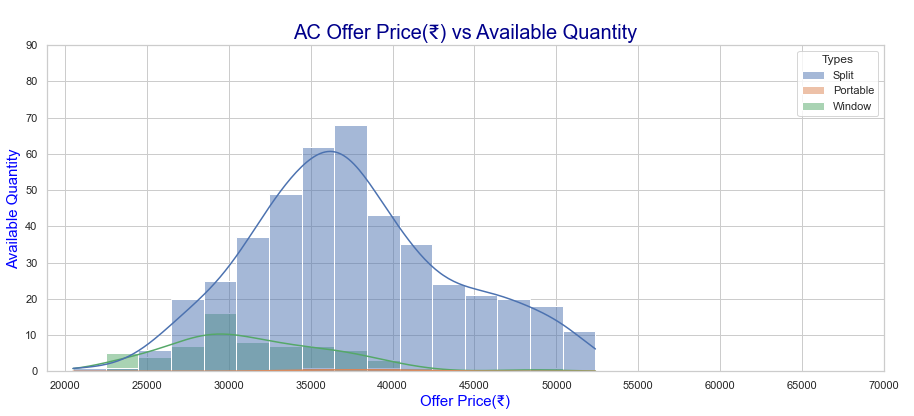 AC Offer Price(₹) vs Available Quantity
Types
Split
Portable
Window
Available Quantity
90
80
70
60
50
40
30
20
10
0
20000 25000 30000 35000 40000 45000 50000 55000 60000 65000 70000
Offer Price(₹)